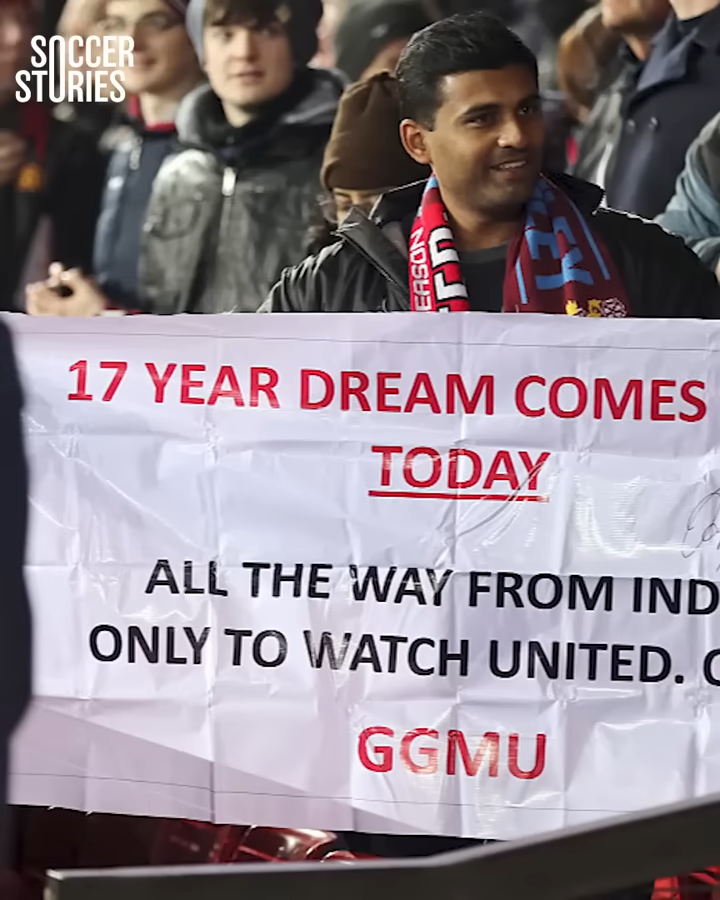 SOCCER
STORIES
17 YEAR DREAM COMES
TODAY
ALL THE WAY FROM IND
ONLY TO WATCH UNITED.
GGMU